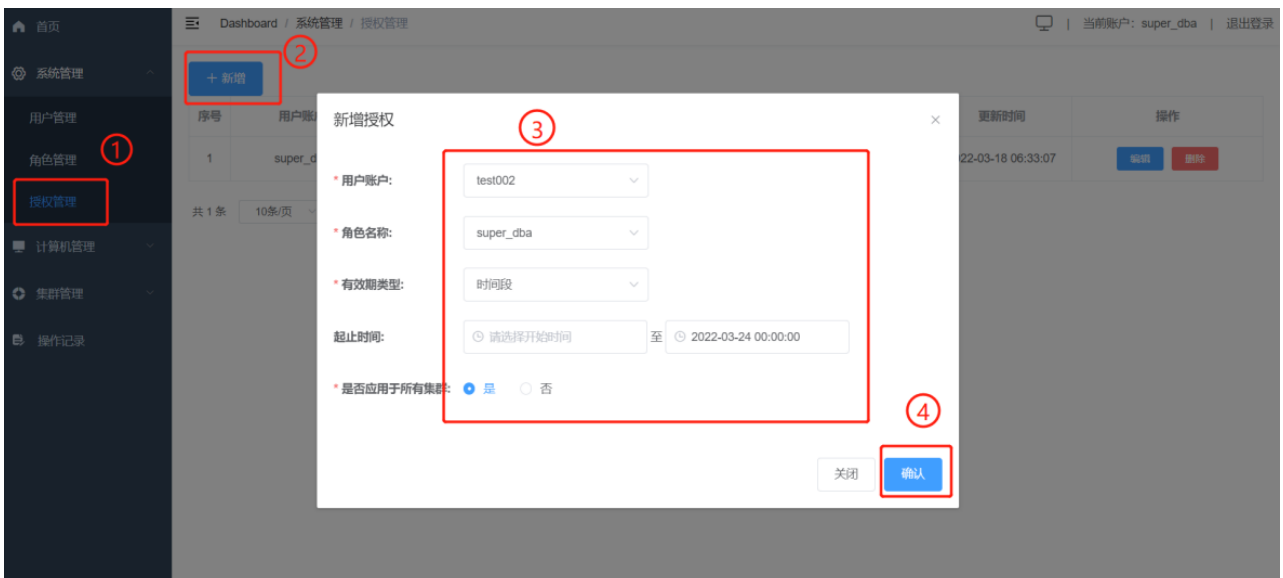 首页
Dashboard / 系统管理 / 授权管理
| 当前账户: super_dba | 退出登录
②
系统管理
+ 新增
用户管理
角色管理
①
授权管理
计算机管理
集群管理
操作记录
序号 用户账 更新时间 操作
1 super_d 22-03-18 06:33:07 编辑 删除
共 1 条 10条/页
新增授权
③
* 用户账户: test002
* 角色名称: super_dba
* 有效期类型: 时间段
起止时间: 请选择开始时间 至 2022-03-24 00:00:00
* 是否应用于所有集群: 是 否
④
关闭 确认